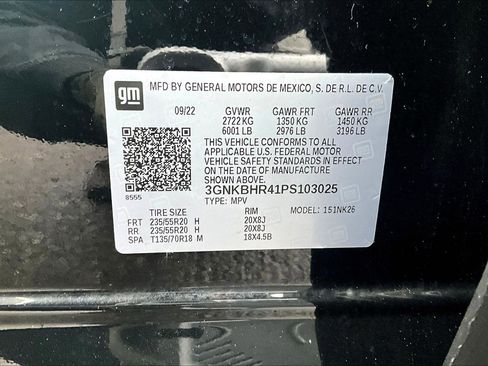 gm
MFD BY GENERAL MOTORS DE MEXICO, S. DE R.L. DE C.V.
09/22 GVWR GAWR FRT GAWR RR
2722 KG 1350 KG 1450 KG
6001 LB 2976 LB 3196 LB
THIS VEHICLE CONFORMS TO ALL
APPLICABLE U.S. FEDERAL MOTOR
VEHICLE SAFETY STANDARDS IN EFFECT
ON THE DATE OF MANUFACTURE
SHOWN ABOVE.
8555 3GNKBHR41PS103025
TYPE: MPV
TIRE SIZE RIM MODEL: 151NK26
FRT 235/55R20 H 20X8J
RR 235/55R20 H 20X8J
SPA T135/70R18 M 18X4.5B